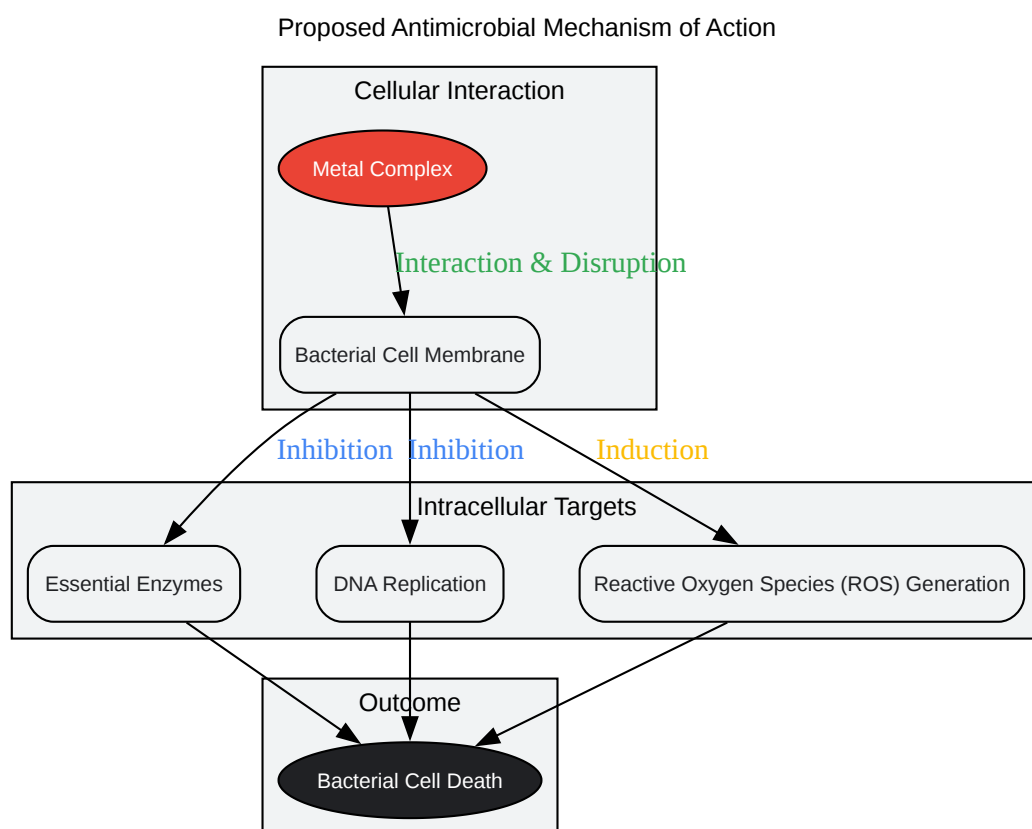 Proposed Antimicrobial Mechanism of Action
Cellular Interaction
Metal Complex
Interaction & Disruption
Bacterial Cell Membrane
Inhibition
Inhibition
Induction
Intracellular Targets
Essential Enzymes
DNA Replication
Reactive Oxygen Species (ROS) Generation
Outcome
Bacterial Cell Death